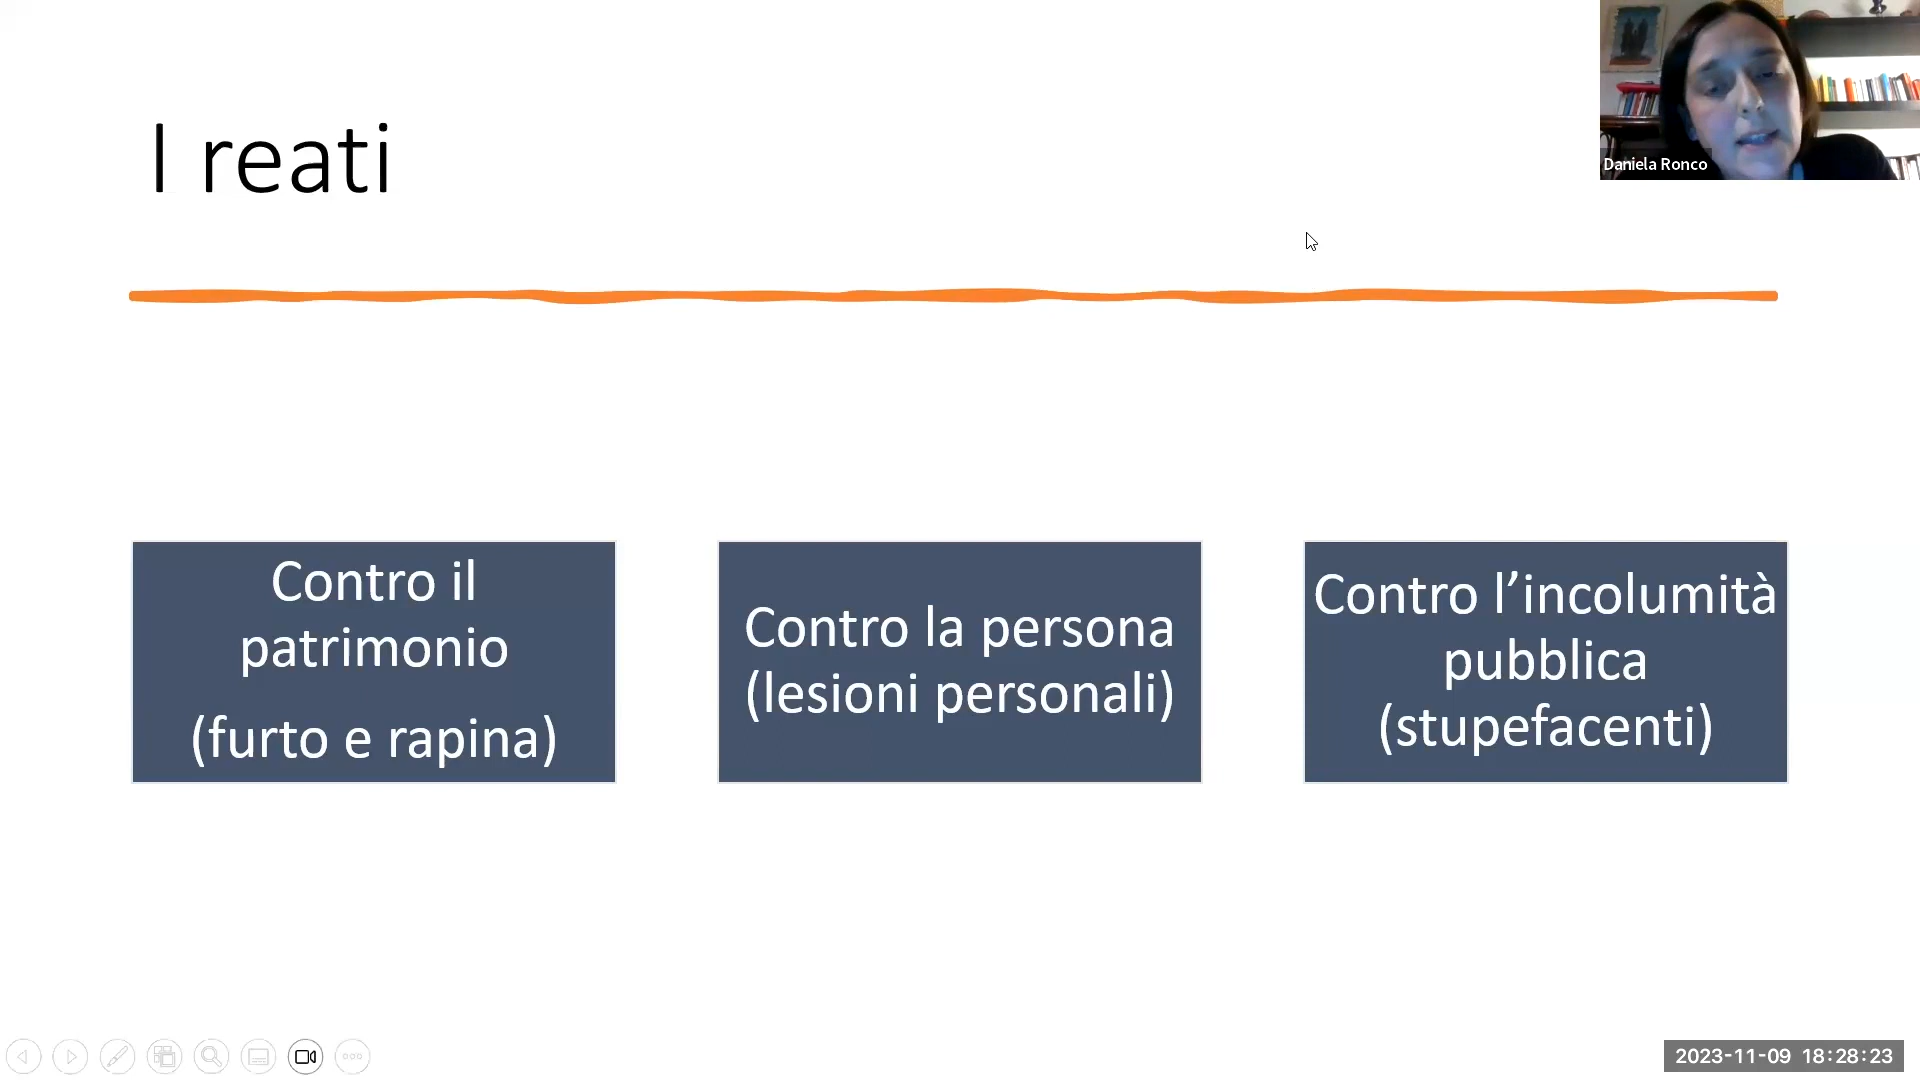 I reati
Daniela Ronco
Contro il
patrimonio
(furto e rapina)
Contro la persona
(lesioni personali)
Contro l’incolumità
pubblica
(stupefacenti)
2023-11-09 18:28:23